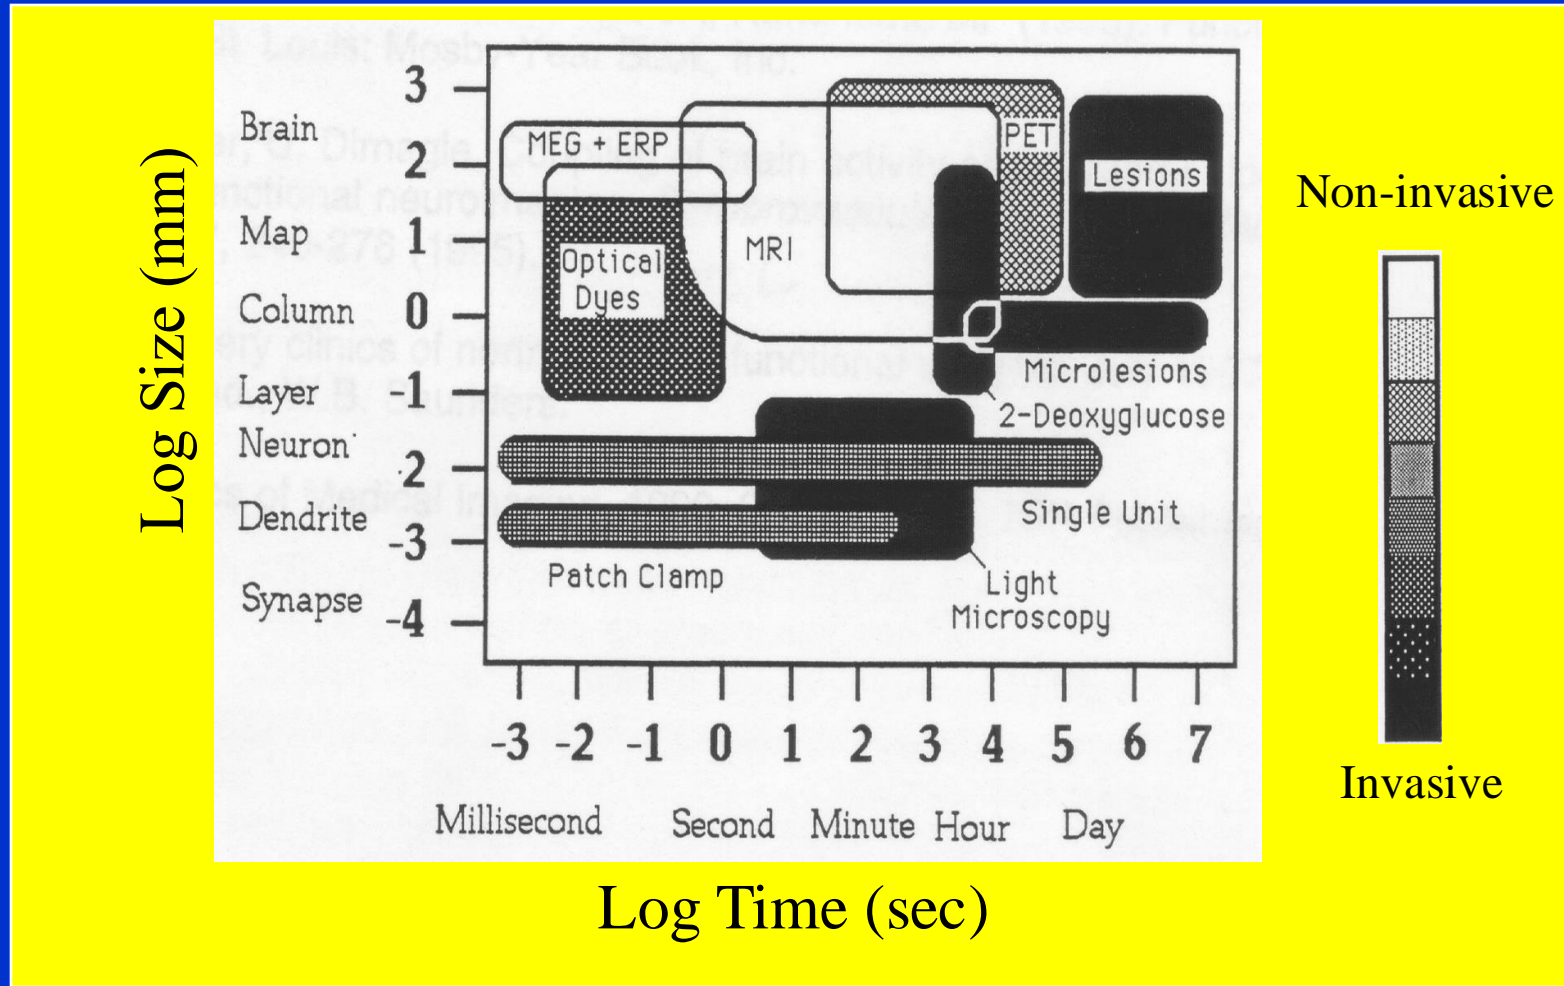 3
Brain
MEG + ERP
PET
2
Lesions
Non-invasive
Map
1
MRI
Optical
Dyes
Column
0
Layer
-1
Microlesions
2-Deoxyglucose
Neuron
-2
Dendrite
Single Unit
-3
Patch Clamp
Light
Microscopy
Synapse
-4
Log Size (mm)
-3 -2 -1 0 1 2 3 4 5 6 7
Invasive
Millisecond Second Minute Hour Day
Log Time (sec)